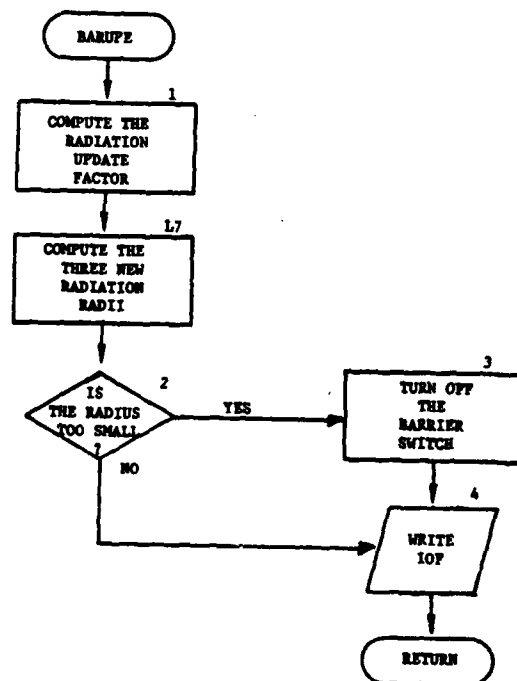 BARUPE
1
COMPUTE THE
RADIATION
UPDATE
FACTOR
L7
COMPUTE THE
THREE NEW
RADIATION
RADII
2
IS
THE RADIUS
TOO SMALL
?
YES
NO
3
TURN OFF
THE
BARRIER
SWITCH
4
WRITE
IOF
RETURN